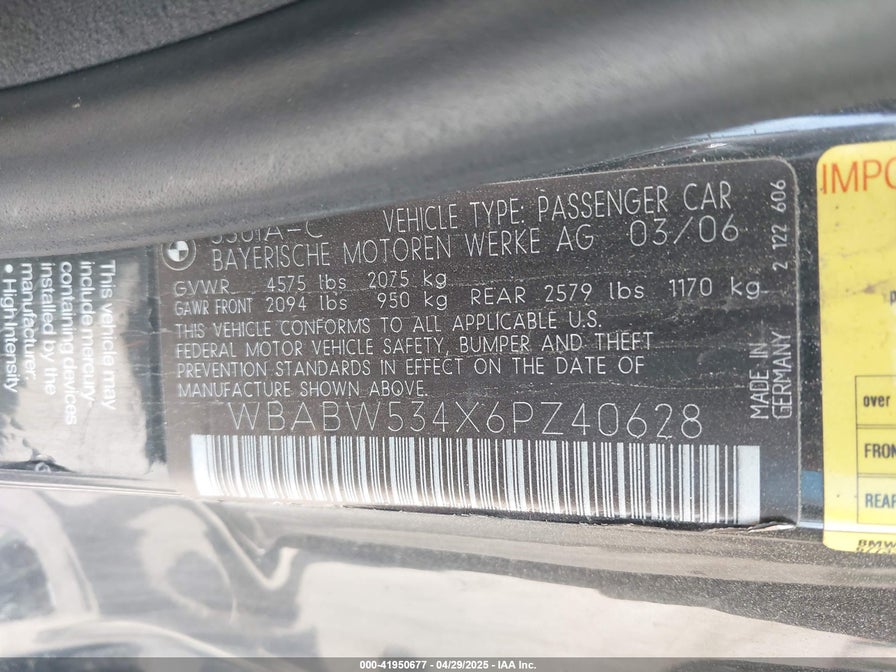 VEHICLE TYPE: PASSENGER CAR
BAYERISCHE MOTOREN WERKE AG 03/06
G.V.W.R 4575 lbs 2075 kg
GAWR FRONT 2094 lbs 950 kg REAR 2579 lbs 1170 kg
THIS VEHICLE CONFORMS TO ALL APPLICABLE U.S.
FEDERAL MOTOR VEHICLE SAFETY, BUMPER AND THEFT
PREVENTION STANDARDS IN EFFECT ON THE DATE OF
MANUFACTURE SHOWN ABOVE.
WBABW534X6PZ40628
MADE IN
GERMANY
2 122 606
This vehicle may
include mercury
containing devices
installed by the
manufacturer.
• High Intensity
over
REAR
BMW
000-41950677 - 04/29/2025 - IAA Inc.